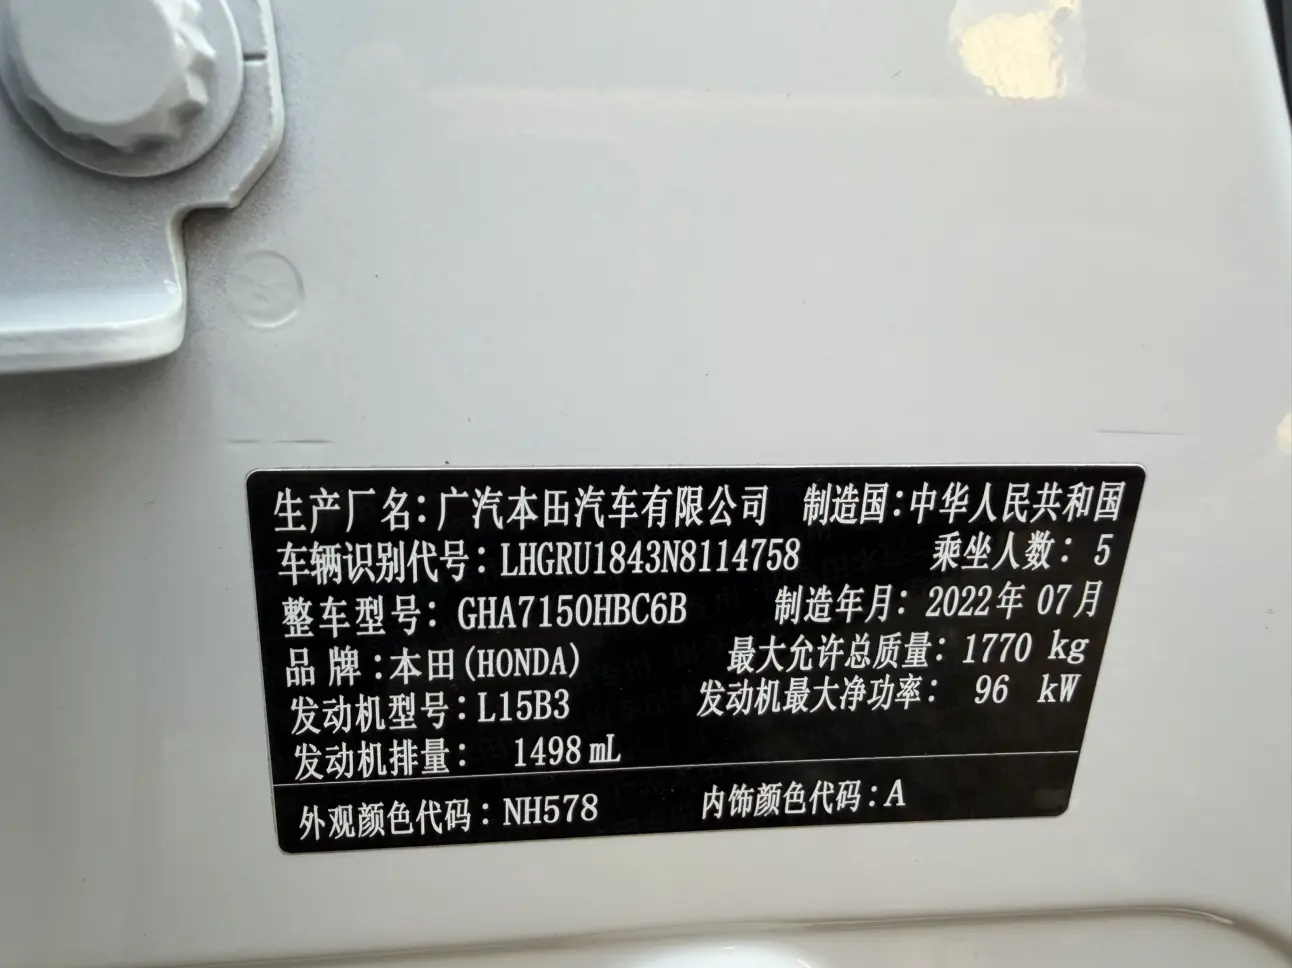 生产厂名：广汽本田汽车有限公司 制造国：中华人民共和国
车辆识别代号：LHGRU1843N8114758 乘坐人数：5
整车型号：GHA7150HBC6B 制造年月：2022年07月
品牌：本田(HONDA) 最大允许总质量：1770 kg
发动机型号：L15B3 发动机最大净功率：96 kW
发动机排量：1498 mL
外观颜色代码：NH578 内饰颜色代码：A